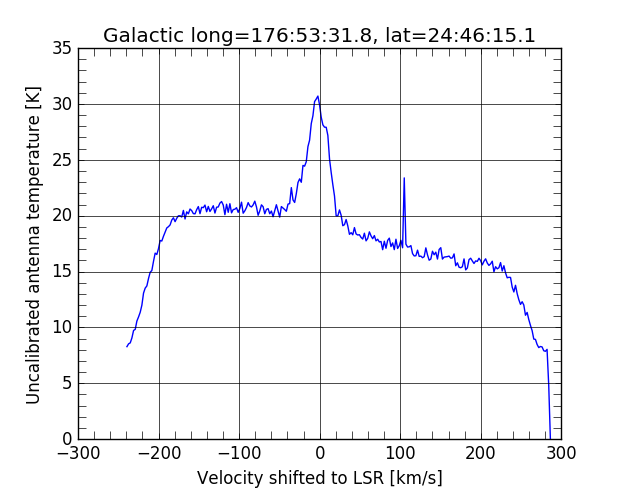 Galactic long=176:53:31.8, lat=24:46:15.1
Uncalibrated antenna temperature [K]
35
30
25
20
15
10
5
0
−300 −200 −100 0 100 200 300
Velocity shifted to LSR [km/s]